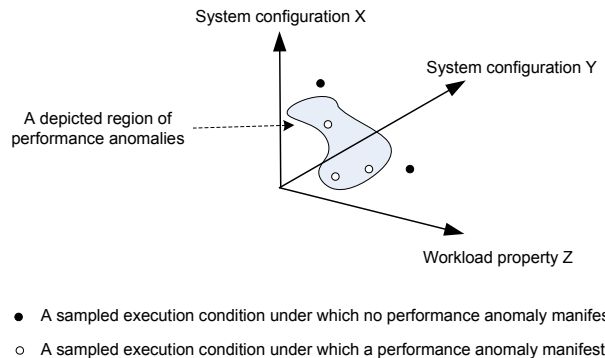 System configuration X
System configuration Y
A depicted region of
performance anomalies
Workload property Z
A sampled execution condition under which no performance anomaly manifes
A sampled execution condition under which a performance anomaly manifest